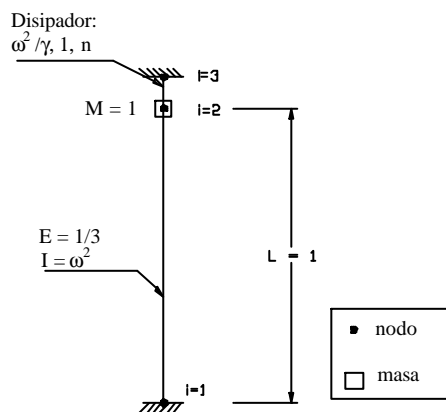 Disipador:
ω²/γ, 1, n
i=3
M = 1
i=2
E = 1/3
I = ω²
L = 1
i=1
nodo
masa